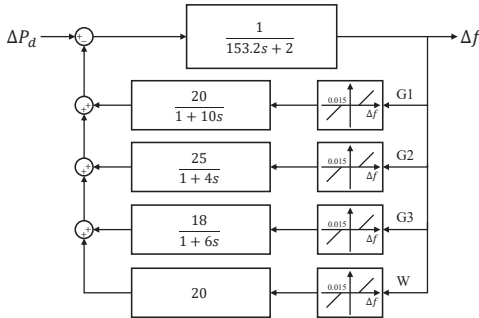 ΔP_d + − 1/(153.2s + 2) Δf
+ + 20/(1 + 10s) 0.015 Δf G1
+ + 25/(1 + 4s) 0.015 Δf G2
+ + 18/(1 + 6s) 0.015 Δf G3
20 0.015 Δf W